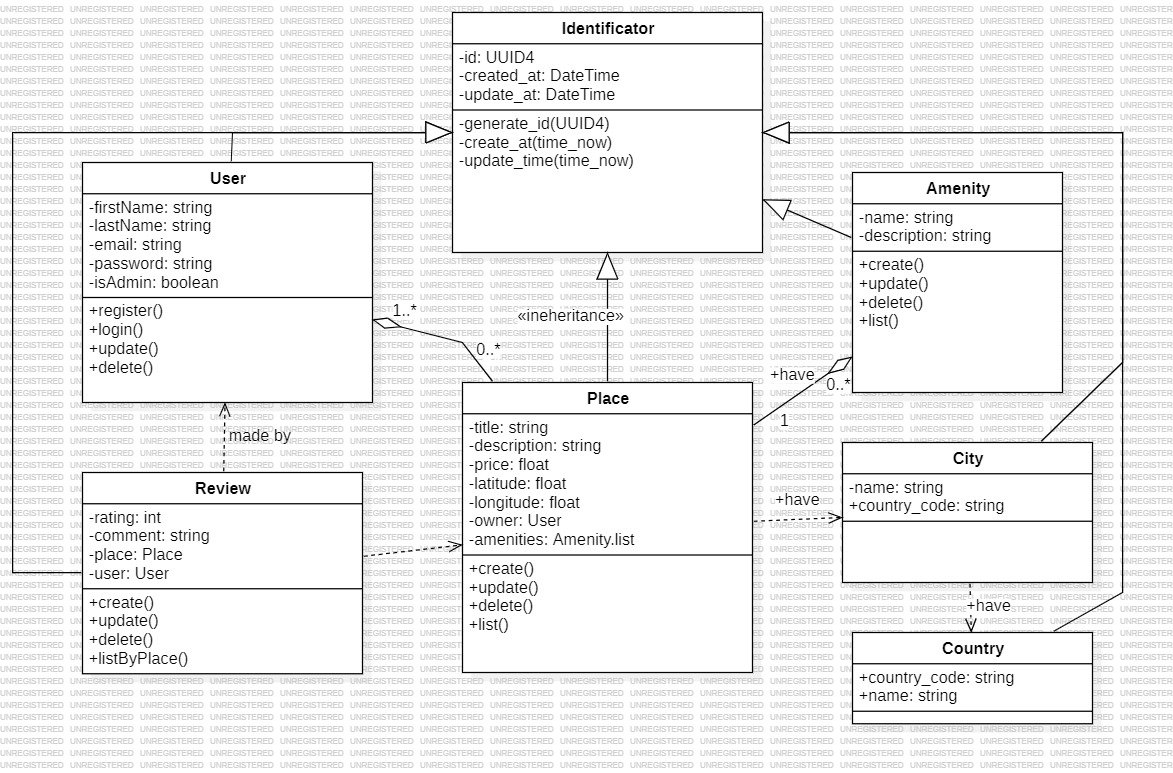 Identificator
-id: UUID4
-created_at: DateTime
-update_at: DateTime
-generate_id(UUID4)
-create_at(time_now)
-update_time(time_now)
User
-firstName: string
-lastName: string
-email: string
-password: string
-isAdmin: boolean
+register()
+login()
+update()
+delete()
Amenity
-name: string
-description: string
+create()
+update()
+delete()
+list()
1..*
0..*
«ineheritance»
+have
0..*
1
made by
Place
-title: string
-description: string
-price: float
-latitude: float
-longitude: float
-owner: User
-amenities: Amenity.list
+create()
+update()
+delete()
+list()
+have
City
-name: string
+country_code: string
Review
-rating: int
-comment: string
-place: Place
-user: User
+create()
+update()
+delete()
+listByPlace()
+have
Country
+country_code: string
+name: string
UNREGISTERED